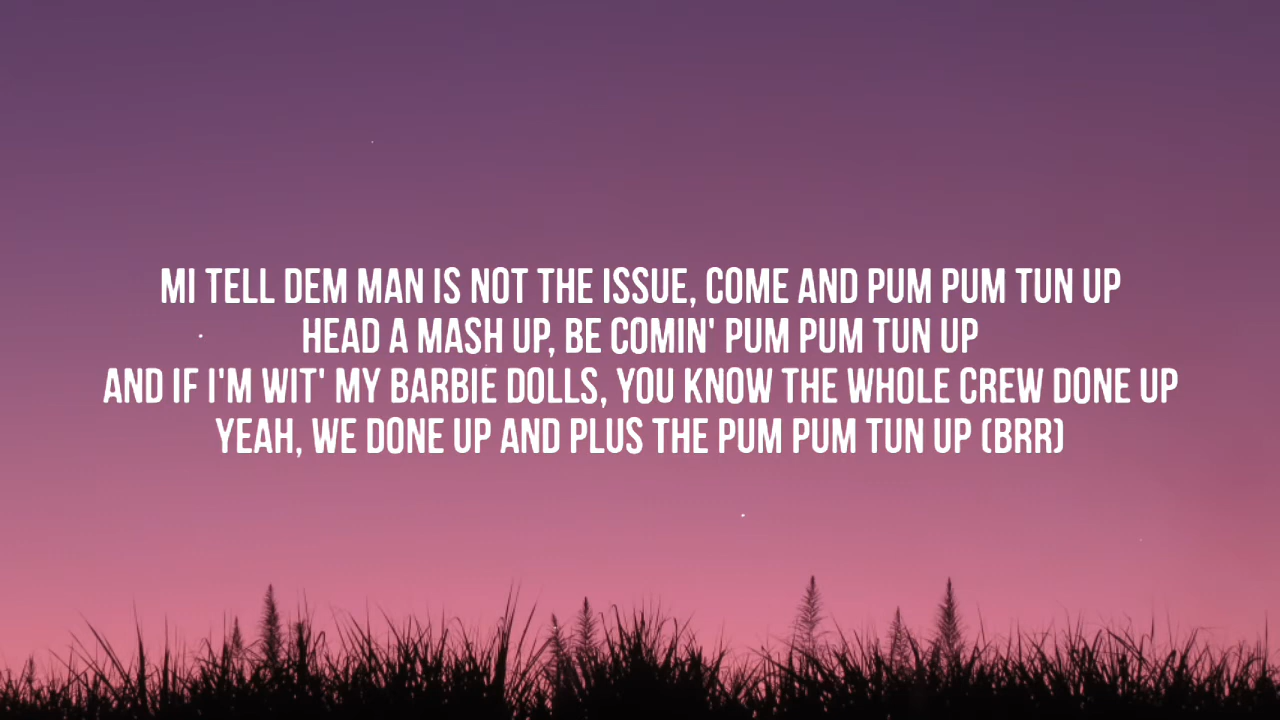 MI TELL DEM MAN IS NOT THE ISSUE, COME AND PUM PUM TUN UP
HEAD A MASH UP, BE COMIN' PUM PUM TUN UP
AND IF I'M WIT' MY BARBIE DOLLS, YOU KNOW THE WHOLE CREW DONE UP
YEAH, WE DONE UP AND PLUS THE PUM PUM TUN UP (BRR)